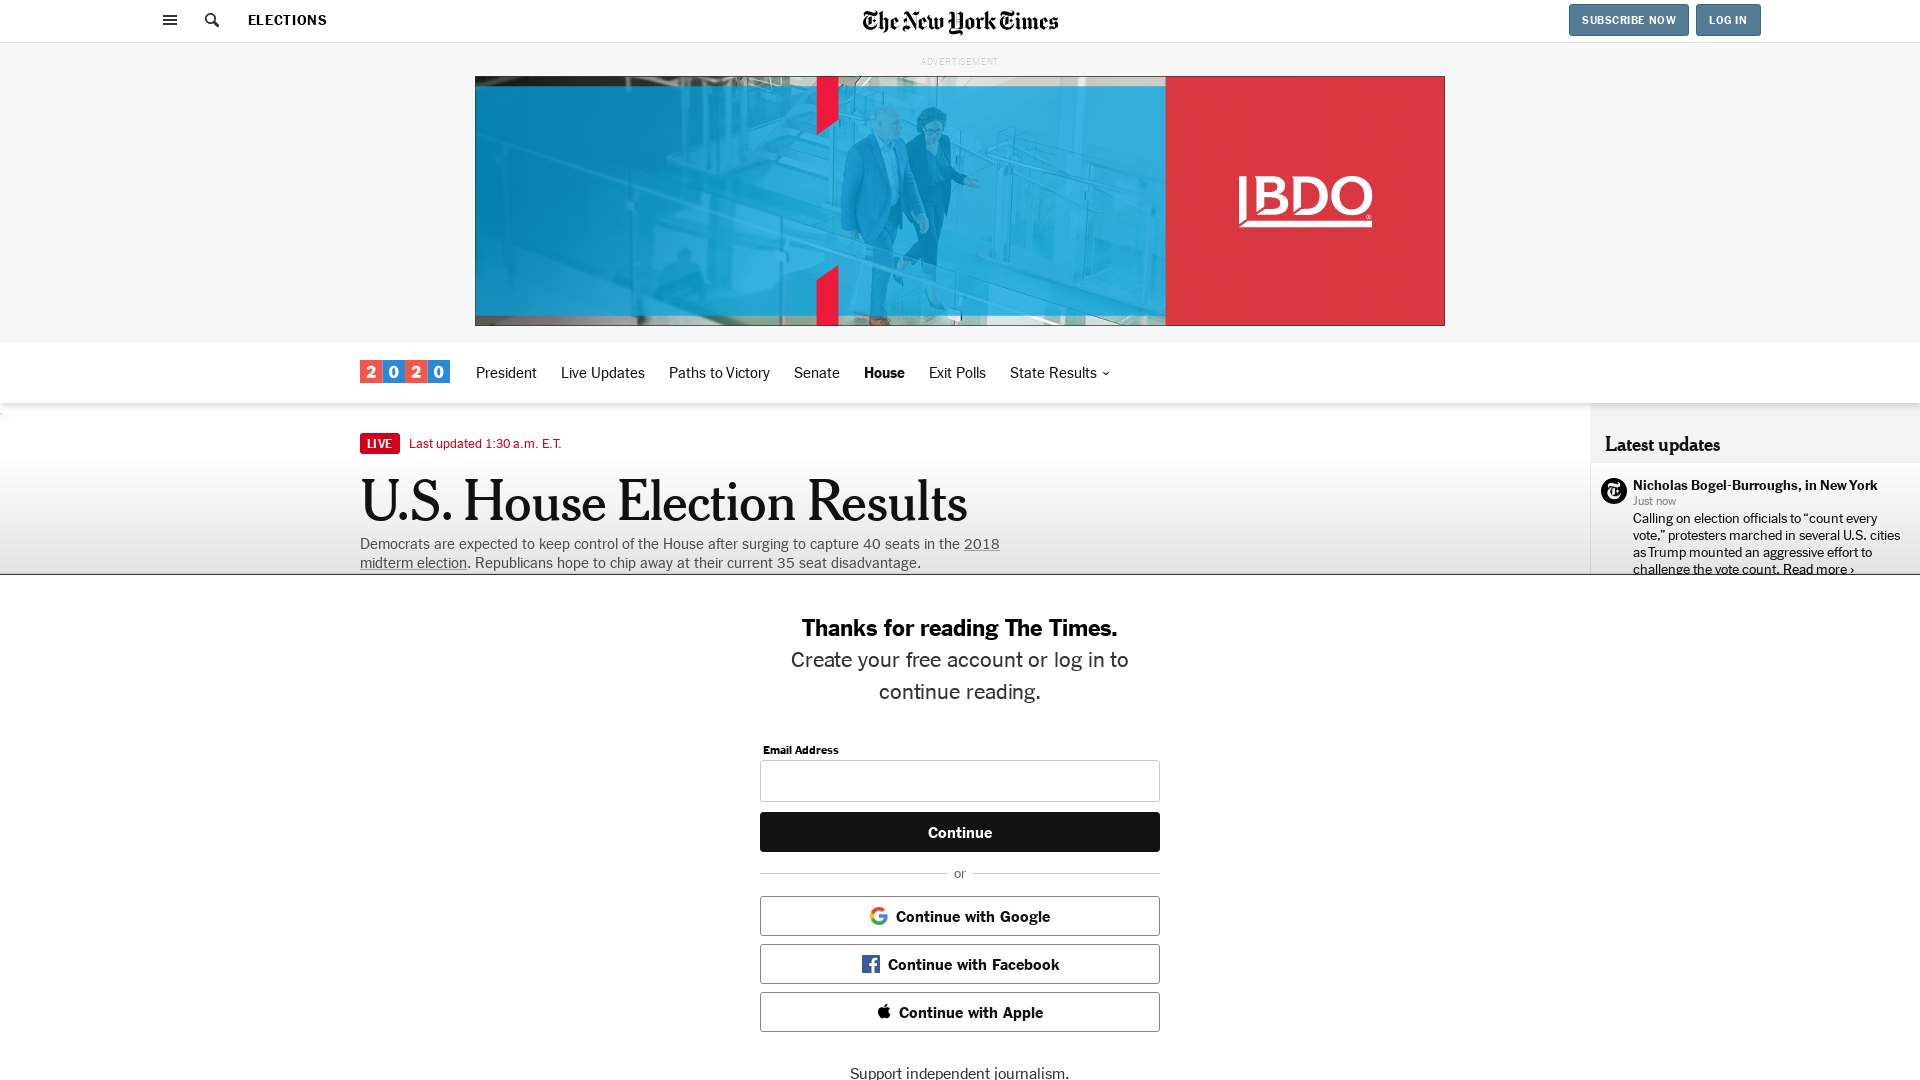 ELECTIONS
The New York Times
SUBSCRIBE NOW
LOG IN
ADVERTISEMENT
BDO
2020
President
Live Updates
Paths to Victory
Senate
House
Exit Polls
State Results
LIVE
Last updated 1:30 a.m. E.T.
U.S. House Election Results
Democrats are expected to keep control of the House after surging to capture 40 seats in the 2018
midterm election. Republicans hope to chip away at their current 35 seat disadvantage.
Latest updates
Nicholas Bogel-Burroughs, in New York
Just now
Calling on election officials to “count every
vote,” protesters marched in several U.S. cities
as Trump mounted an aggressive effort to
challenge the vote count. Read more ›
Thanks for reading The Times.
Create your free account or log in to
continue reading.
Email Address
Continue
or
Continue with Google
Continue with Facebook
Continue with Apple
Support independent journalism.